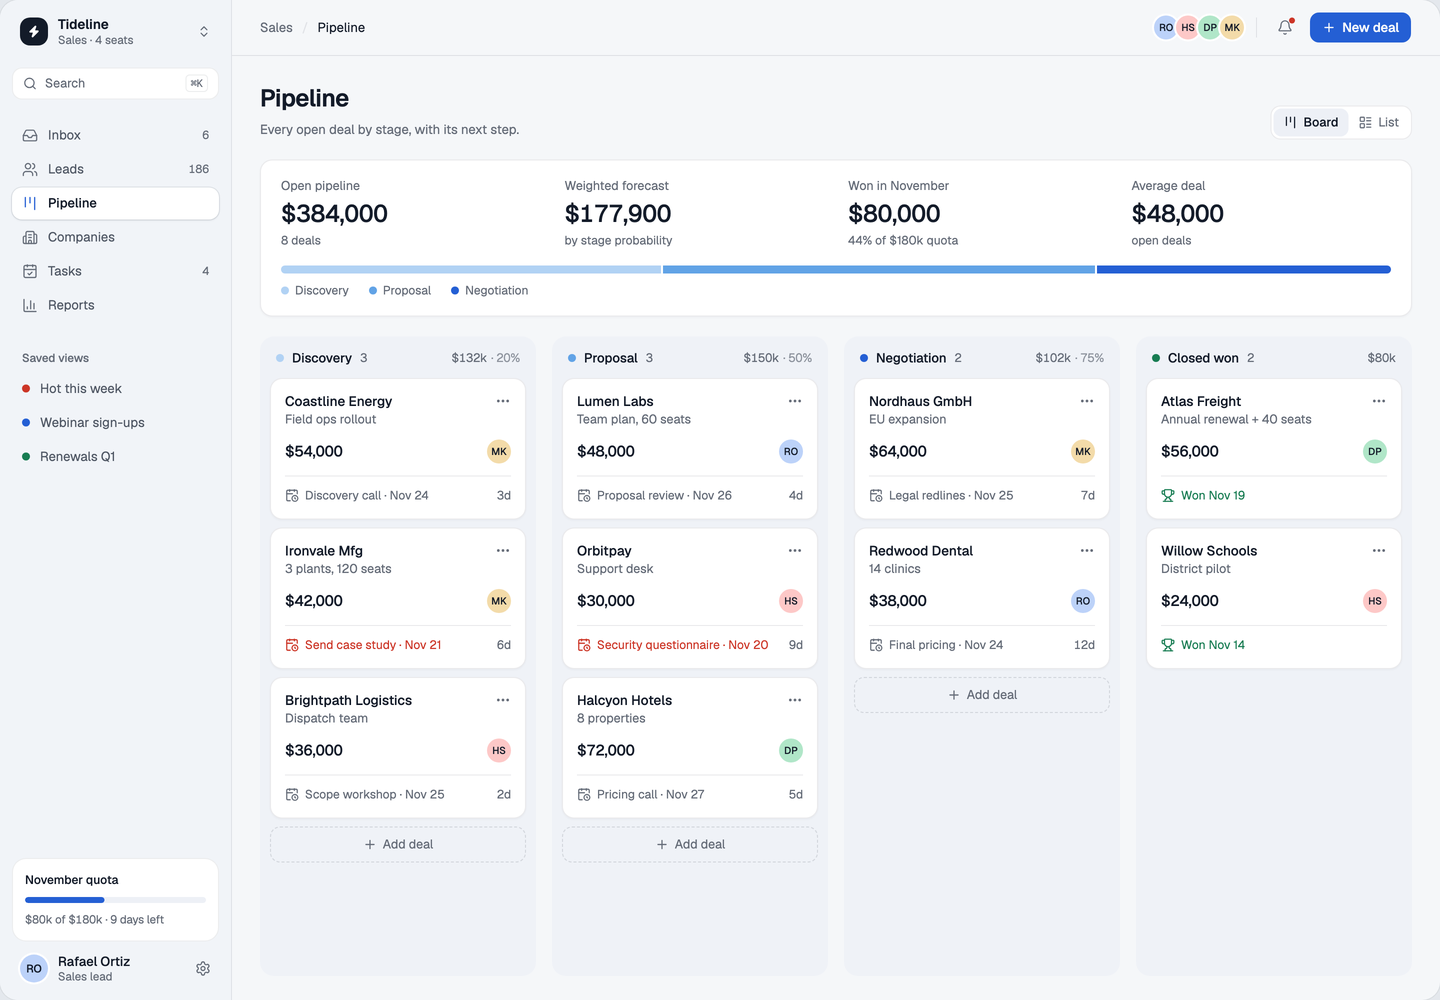 Tideline
Sales · 4 seats
Search
⌘K
Inbox 6
Leads 186
Pipeline
Companies
Tasks 4
Reports
Saved views
Hot this week
Webinar sign-ups
Renewals Q1
November quota
$80k of $180k · 9 days left
RO
Rafael Ortiz
Sales lead
Sales / Pipeline
RO HS DP MK
New deal
Pipeline
Every open deal by stage, with its next step.
Board
List
Open pipeline
$384,000
8 deals
Weighted forecast
$177,900
by stage probability
Won in November
$80,000
44% of $180k quota
Average deal
$48,000
open deals
Discovery
Proposal
Negotiation
Discovery 3 $132k · 20%
Coastline Energy
Field ops rollout
$54,000 MK
Discovery call · Nov 24 3d
Ironvale Mfg
3 plants, 120 seats
$42,000 MK
Send case study · Nov 21 6d
Brightpath Logistics
Dispatch team
$36,000 HS
Scope workshop · Nov 25 2d
Add deal
Proposal 3 $150k · 50%
Lumen Labs
Team plan, 60 seats
$48,000 RO
Proposal review · Nov 26 4d
Orbitpay
Support desk
$30,000 HS
Security questionnaire · Nov 20 9d
Halcyon Hotels
8 properties
$72,000 DP
Pricing call · Nov 27 5d
Add deal
Negotiation 2 $102k · 75%
Nordhaus GmbH
EU expansion
$64,000 MK
Legal redlines · Nov 25 7d
Redwood Dental
14 clinics
$38,000 RO
Final pricing · Nov 24 12d
Add deal
Closed won 2 $80k
Atlas Freight
Annual renewal + 40 seats
$56,000 DP
Won Nov 19
Willow Schools
District pilot
$24,000 HS
Won Nov 14